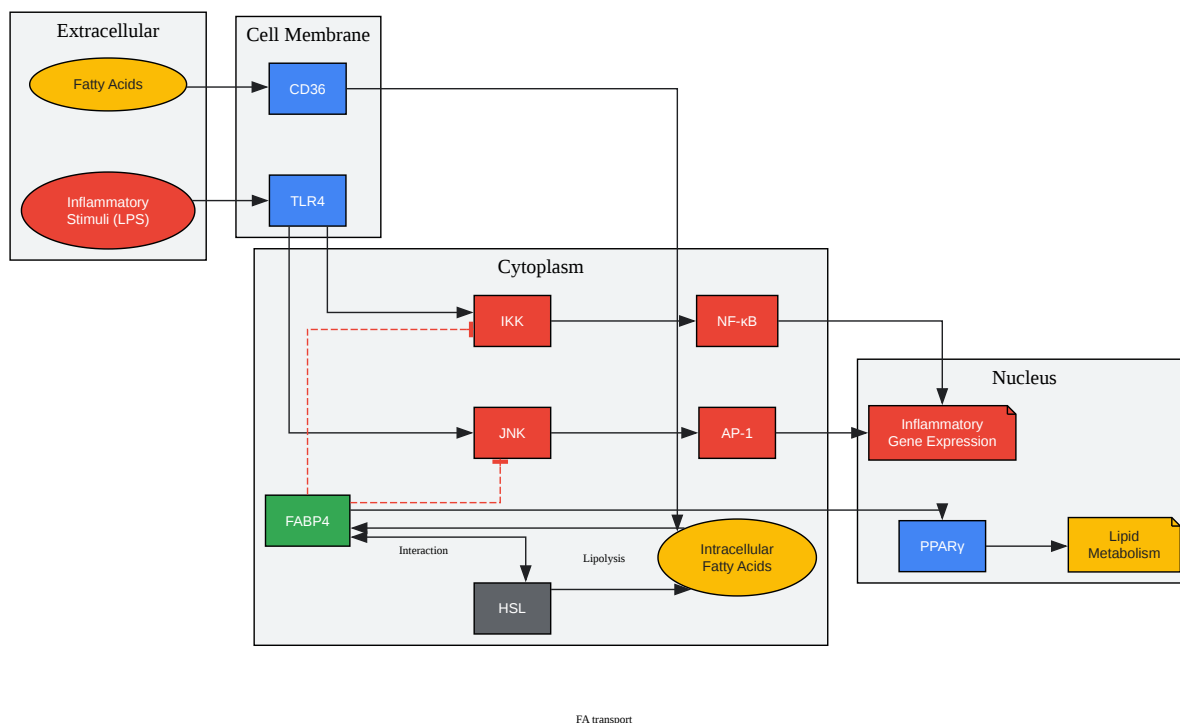 Extracellular
Fatty Acids
Inflammatory
Stimuli (LPS)
Cell Membrane
CD36
TLR4
Cytoplasm
IKK
NF-κB
JNK
AP-1
FABP4
Interaction
Lipolysis
HSL
Intracellular
Fatty Acids
Nucleus
Inflammatory
Gene Expression
PPARγ
Lipid
Metabolism
FA transport